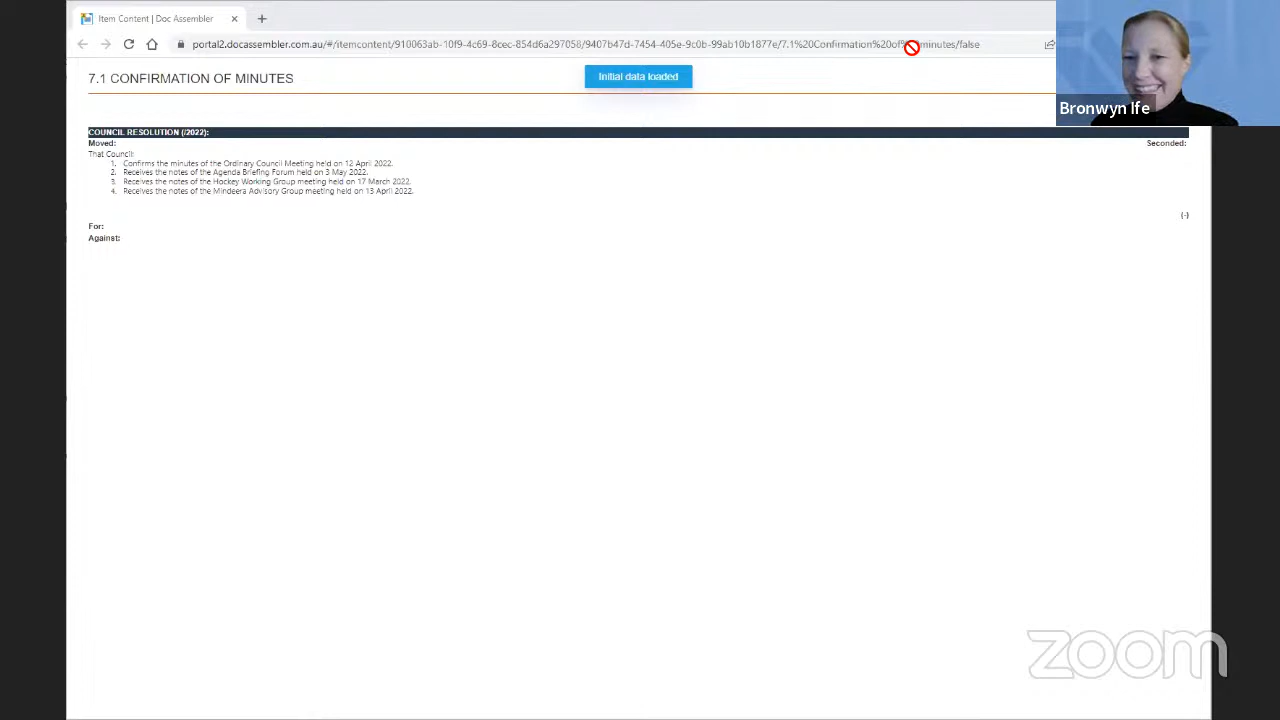 Item Content | Doc Assembler
portal2.docassembler.com.au/#/itemcontent/910063ab-10f9-4c69-8cec-854d6a297058/9407b47d-7454-405e-9c0b-99ab10b1877e/7.1%20Confirmation%20of minutes/false
7.1 CONFIRMATION OF MINUTES
Initial data loaded
Bronwyn Ife
COUNCIL RESOLUTION (/2022):
Moved: Seconded:
That Council:
1. Confirms the minutes of the Ordinary Council Meeting held on 12 April 2022.
2. Receives the notes of the Agenda Briefing Forum held on 3 May 2022.
3. Receives the notes of the Hockey Working Group meeting held on 17 March 2022.
4. Receives the notes of the Mindeera Advisory Group meeting held on 13 April 2022.
(-)
For:
Against:
zoom